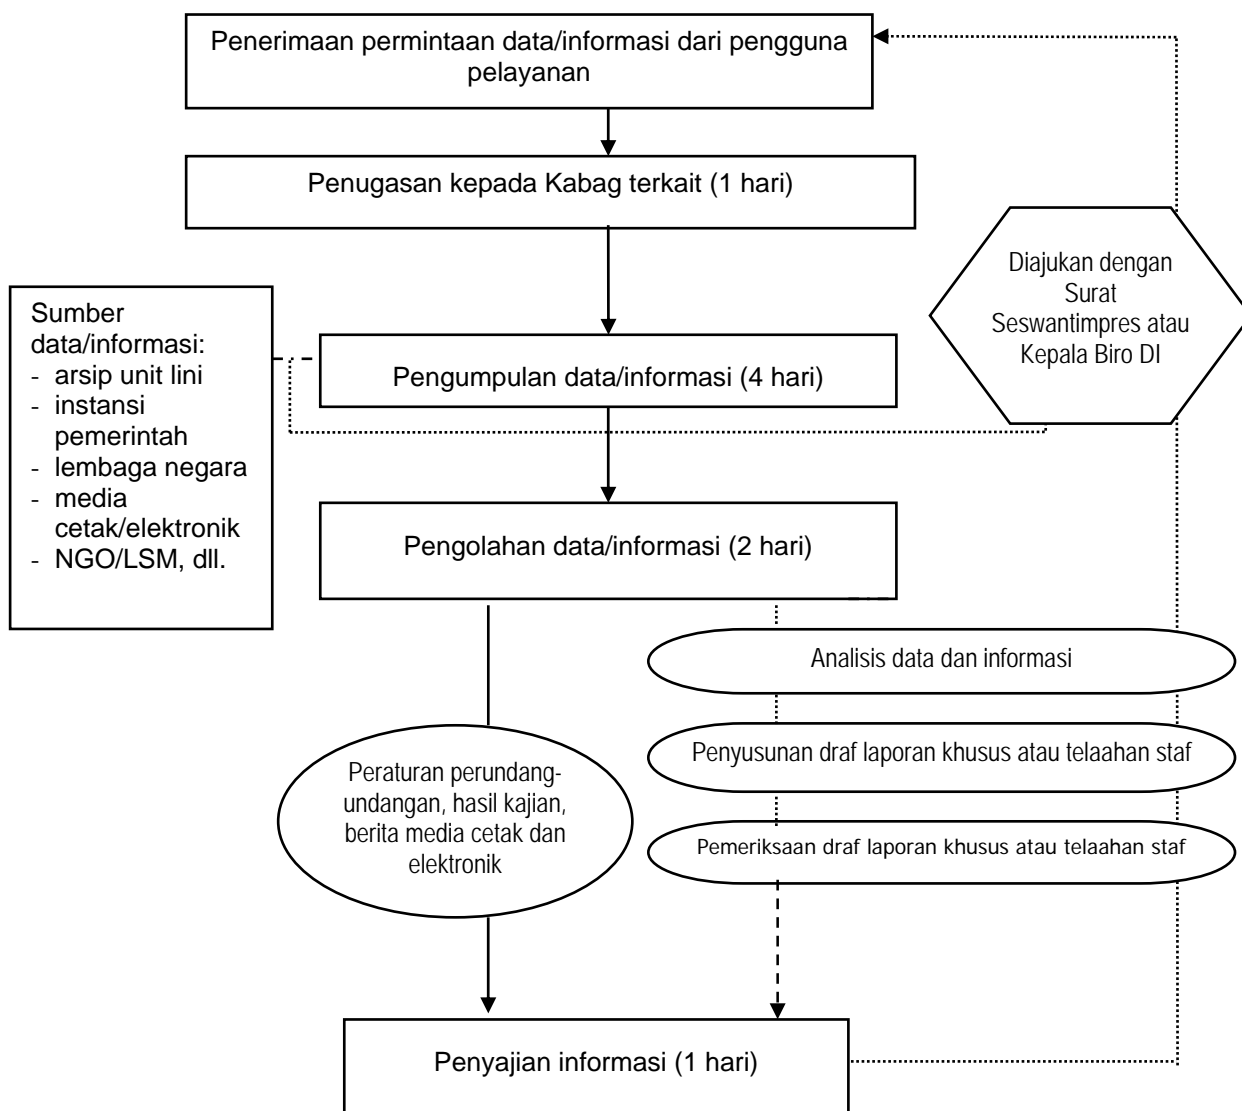 Penerimaan permintaan data/informasi dari pengguna
pelayanan
Penugasan kepada Kabag terkait (1 hari)
Diajukan dengan
Surat
Seswantimpres atau
Kepala Biro DI
Sumber
data/informasi:
- arsip unit lini
- instansi
pemerintah
- lembaga negara
- media
cetak/elektronik
- NGO/LSM, dll.
Pengumpulan data/informasi (4 hari)
Pengolahan data/informasi (2 hari)
Analisis data dan informasi
Penyusunan draf laporan khusus atau telaahan staf
Pemeriksaan draf laporan khusus atau telaahan staf
Peraturan perundang-
undangan, hasil kajian,
berita media cetak dan
elektronik
Penyajian informasi (1 hari)